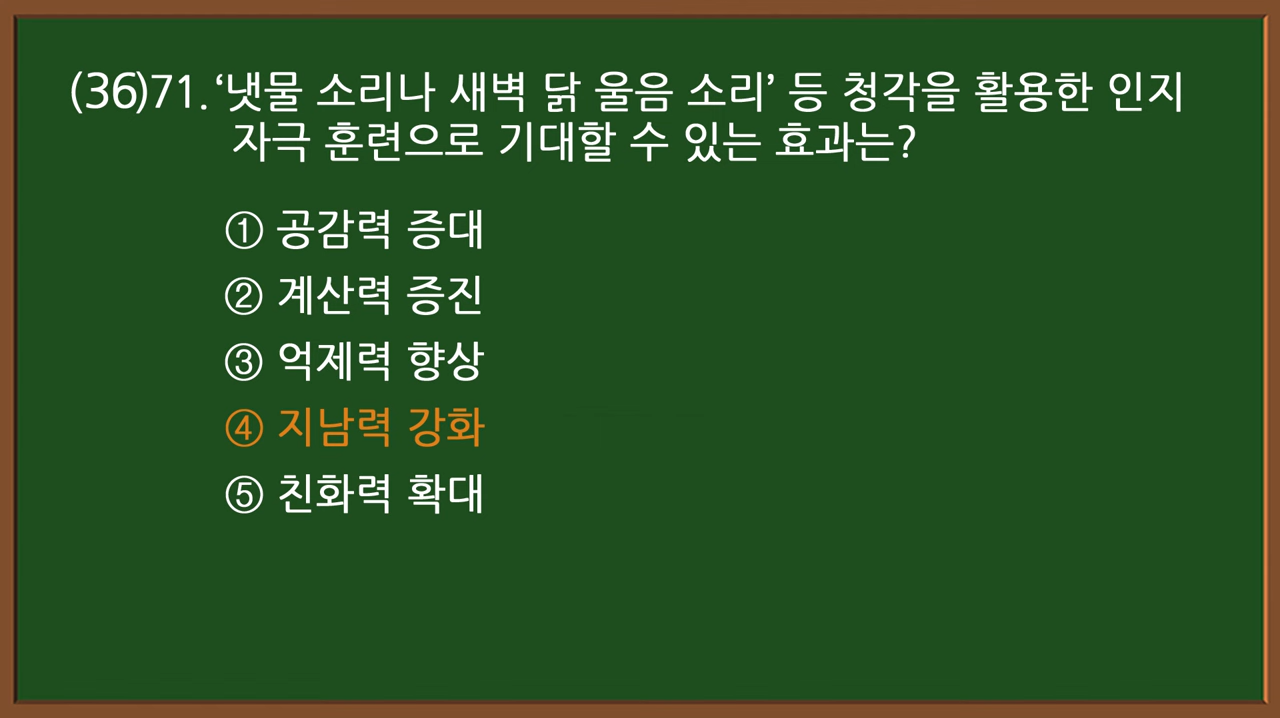 (36)71. ‘냇물 소리나 새벽 닭 울음 소리’ 등 청각을 활용한 인지
자극 훈련으로 기대할 수 있는 효과는?
① 공감력 증대
② 계산력 증진
③ 억제력 향상
④ 지남력 강화
⑤ 친화력 확대